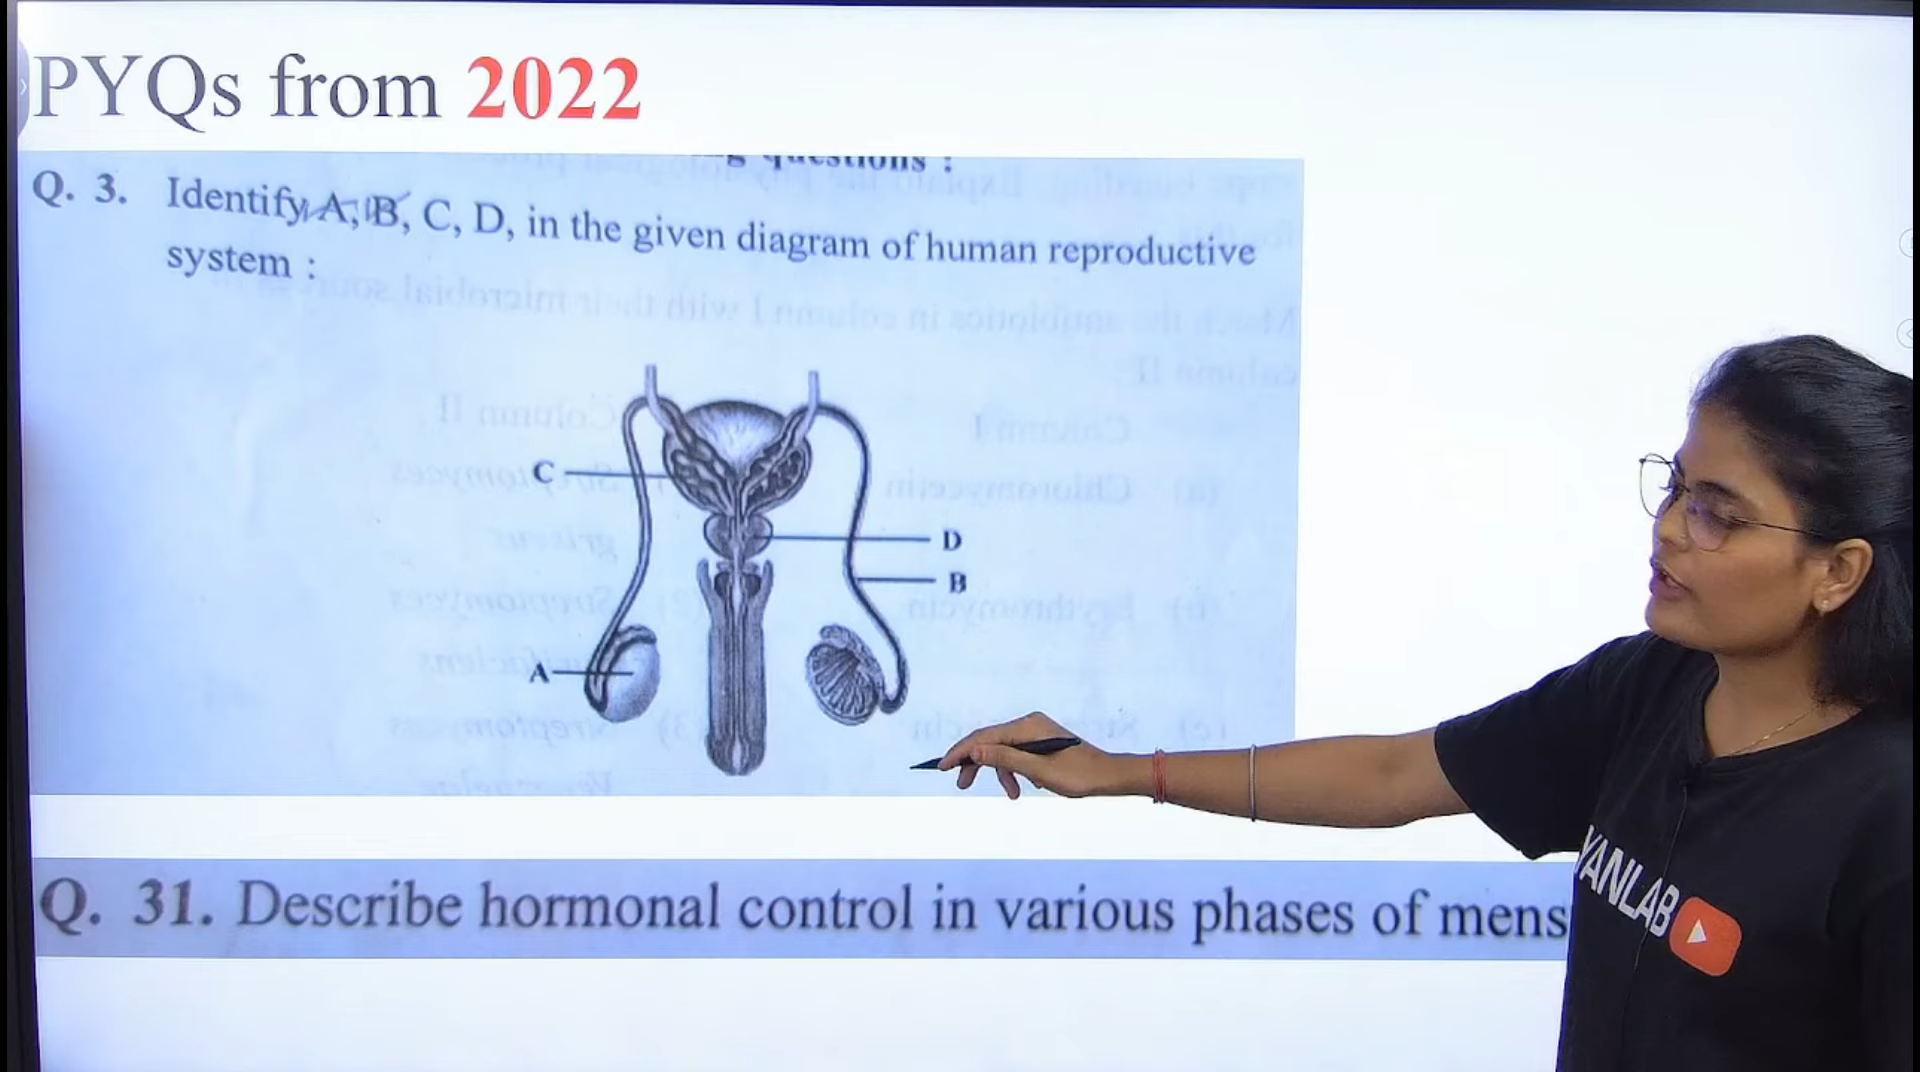 PYQs from 2022
questions :
Q. 3. Identify A, B, C, D, in the given diagram of human reproductive
system :
C
D
B
A
Q. 31. Describe hormonal control in various phases of mens
YANLAB